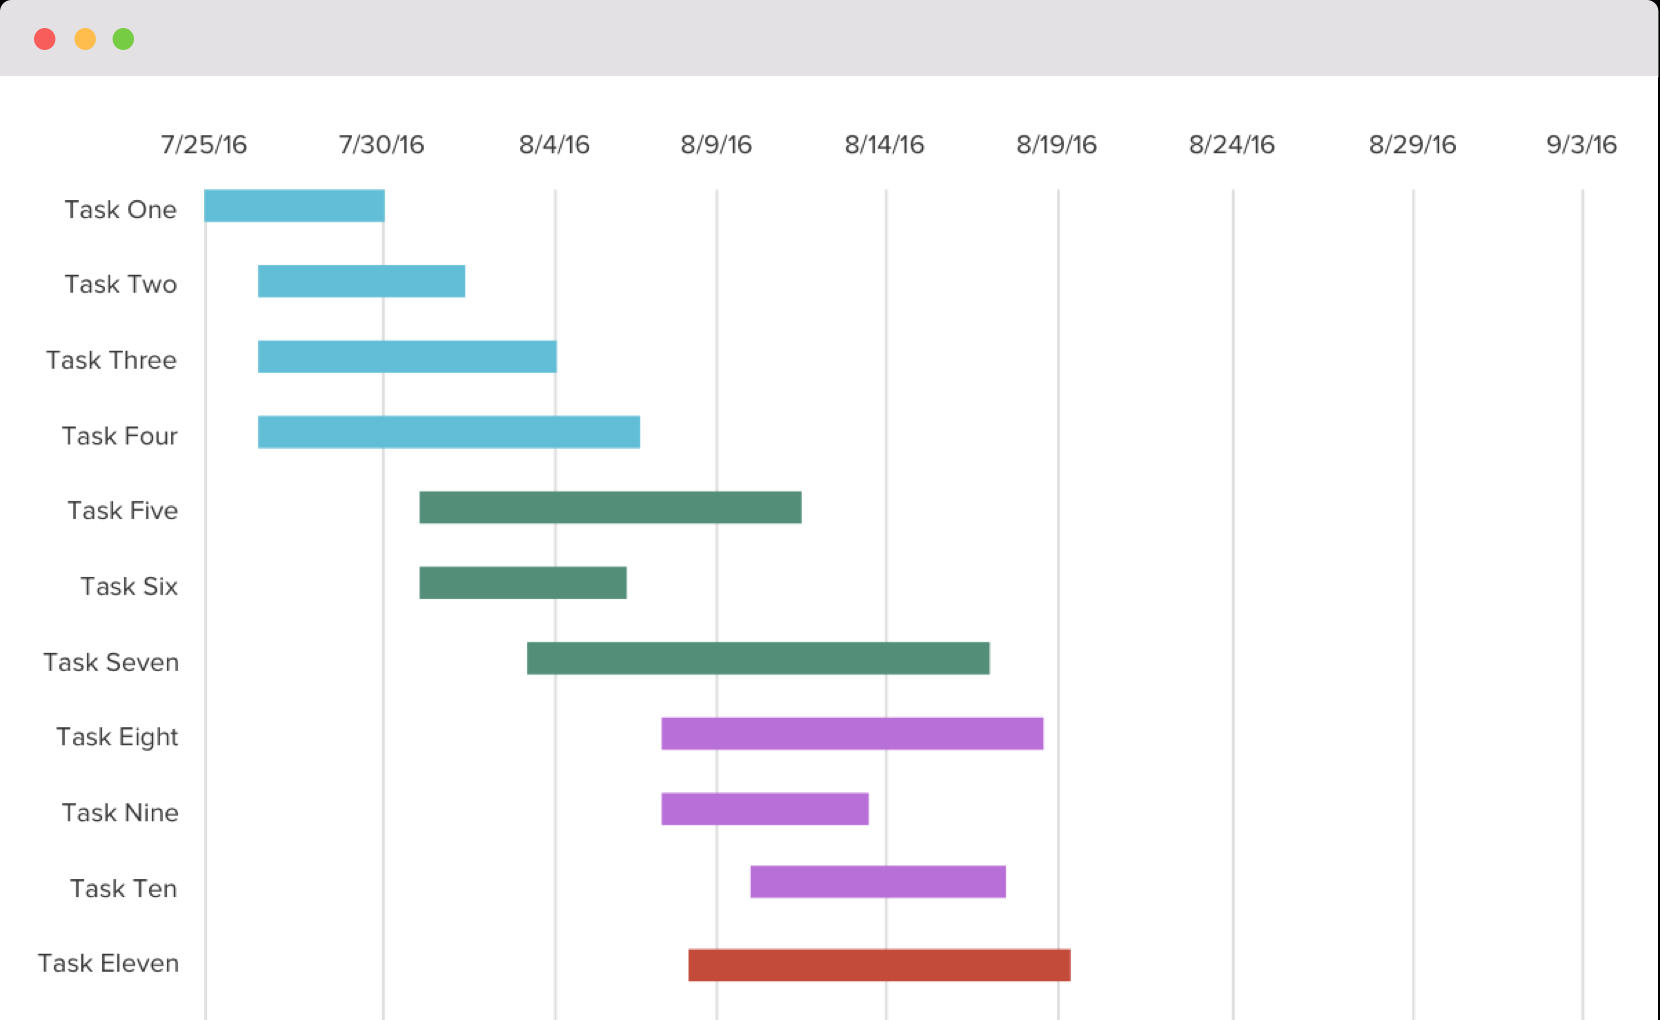 7/25/16 7/30/16 8/4/16 8/9/16 8/14/16 8/19/16 8/24/16 8/29/16 9/3/16
Task One
Task Two
Task Three
Task Four
Task Five
Task Six
Task Seven
Task Eight
Task Nine
Task Ten
Task Eleven